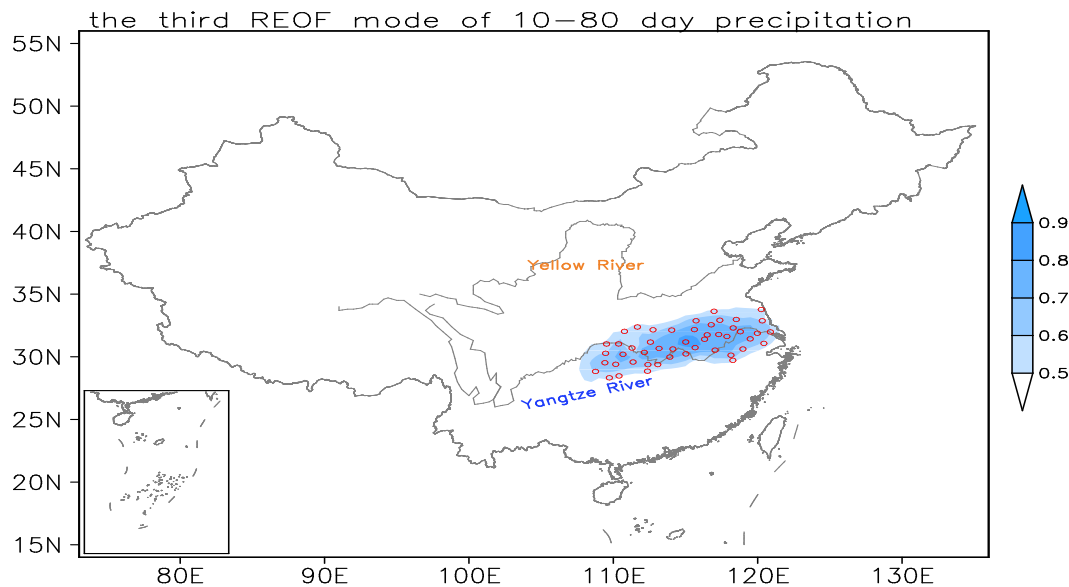 the third REOF mode of 10−80 day precipitation
55N
50N
45N
40N
35N
30N
25N
20N
15N
Yellow River
Yangtze River
0.9
0.8
0.7
0.6
0.5
80E 90E 100E 110E 120E 130E